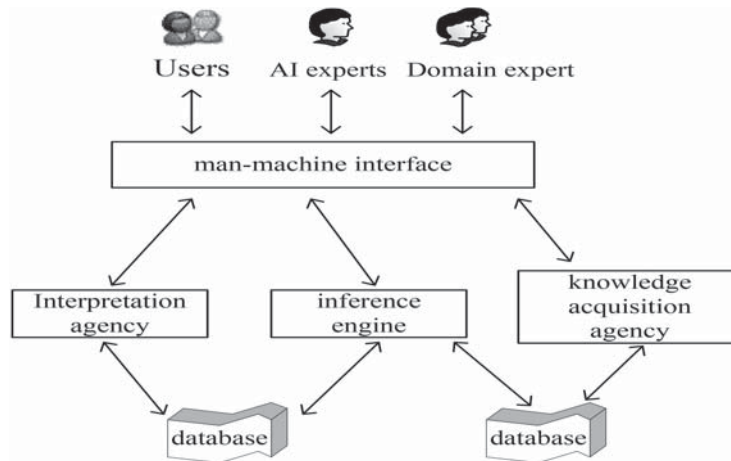 Users
AI experts
Domain expert
man-machine interface
Interpretation
agency
inference
engine
knowledge
acquisition
agency
database
database